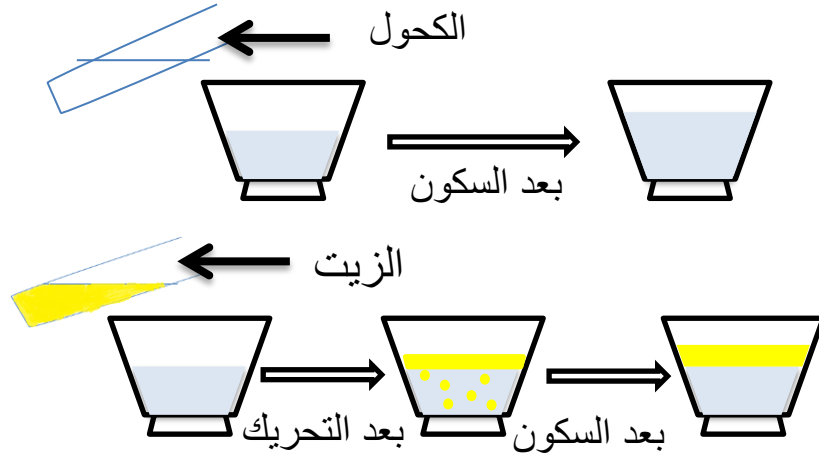 الكحول
بعد السكون
الزيت
بعد التحريك
بعد السكون